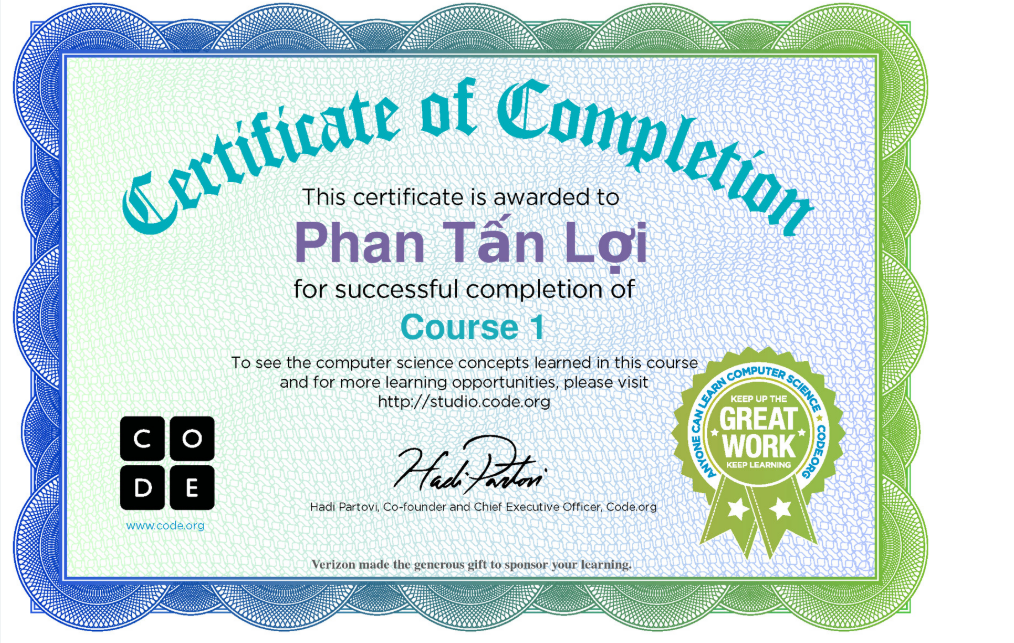 Certificate of Completion
This certificate is awarded to
Phan Tấn Lợi
for successful completion of
Course 1
To see the computer science concepts learned in this course
and for more learning opportunities, please visit
http://studio.code.org
ANYONE CAN LEARN COMPUTER SCIENCE ★ CODE.ORG
KEEP UP THE
GREAT
WORK
KEEP LEARNING
C O
D E
www.code.org
Hadi Partovi
Hadi Partovi, Co-founder and Chief Executive Officer, Code.org
Verizon made the generous gift to sponsor your learning.